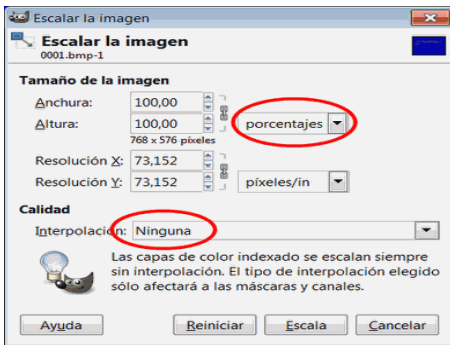 Escalar la imagen
Escalar la imagen
0001.bmp-1
Tamaño de la imagen
Anchura: 100,00
Altura: 100,00 porcentajes
768 x 576 píxeles
Resolución X: 73,152
Resolución Y: 73,152 píxeles/in
Calidad
Interpolación: Ninguna
Las capas de color indexado se escalan siempre
sin interpolación. El tipo de interpolación elegido
sólo afectará a las máscaras y canales.
Ayuda Reiniciar Escala Cancelar